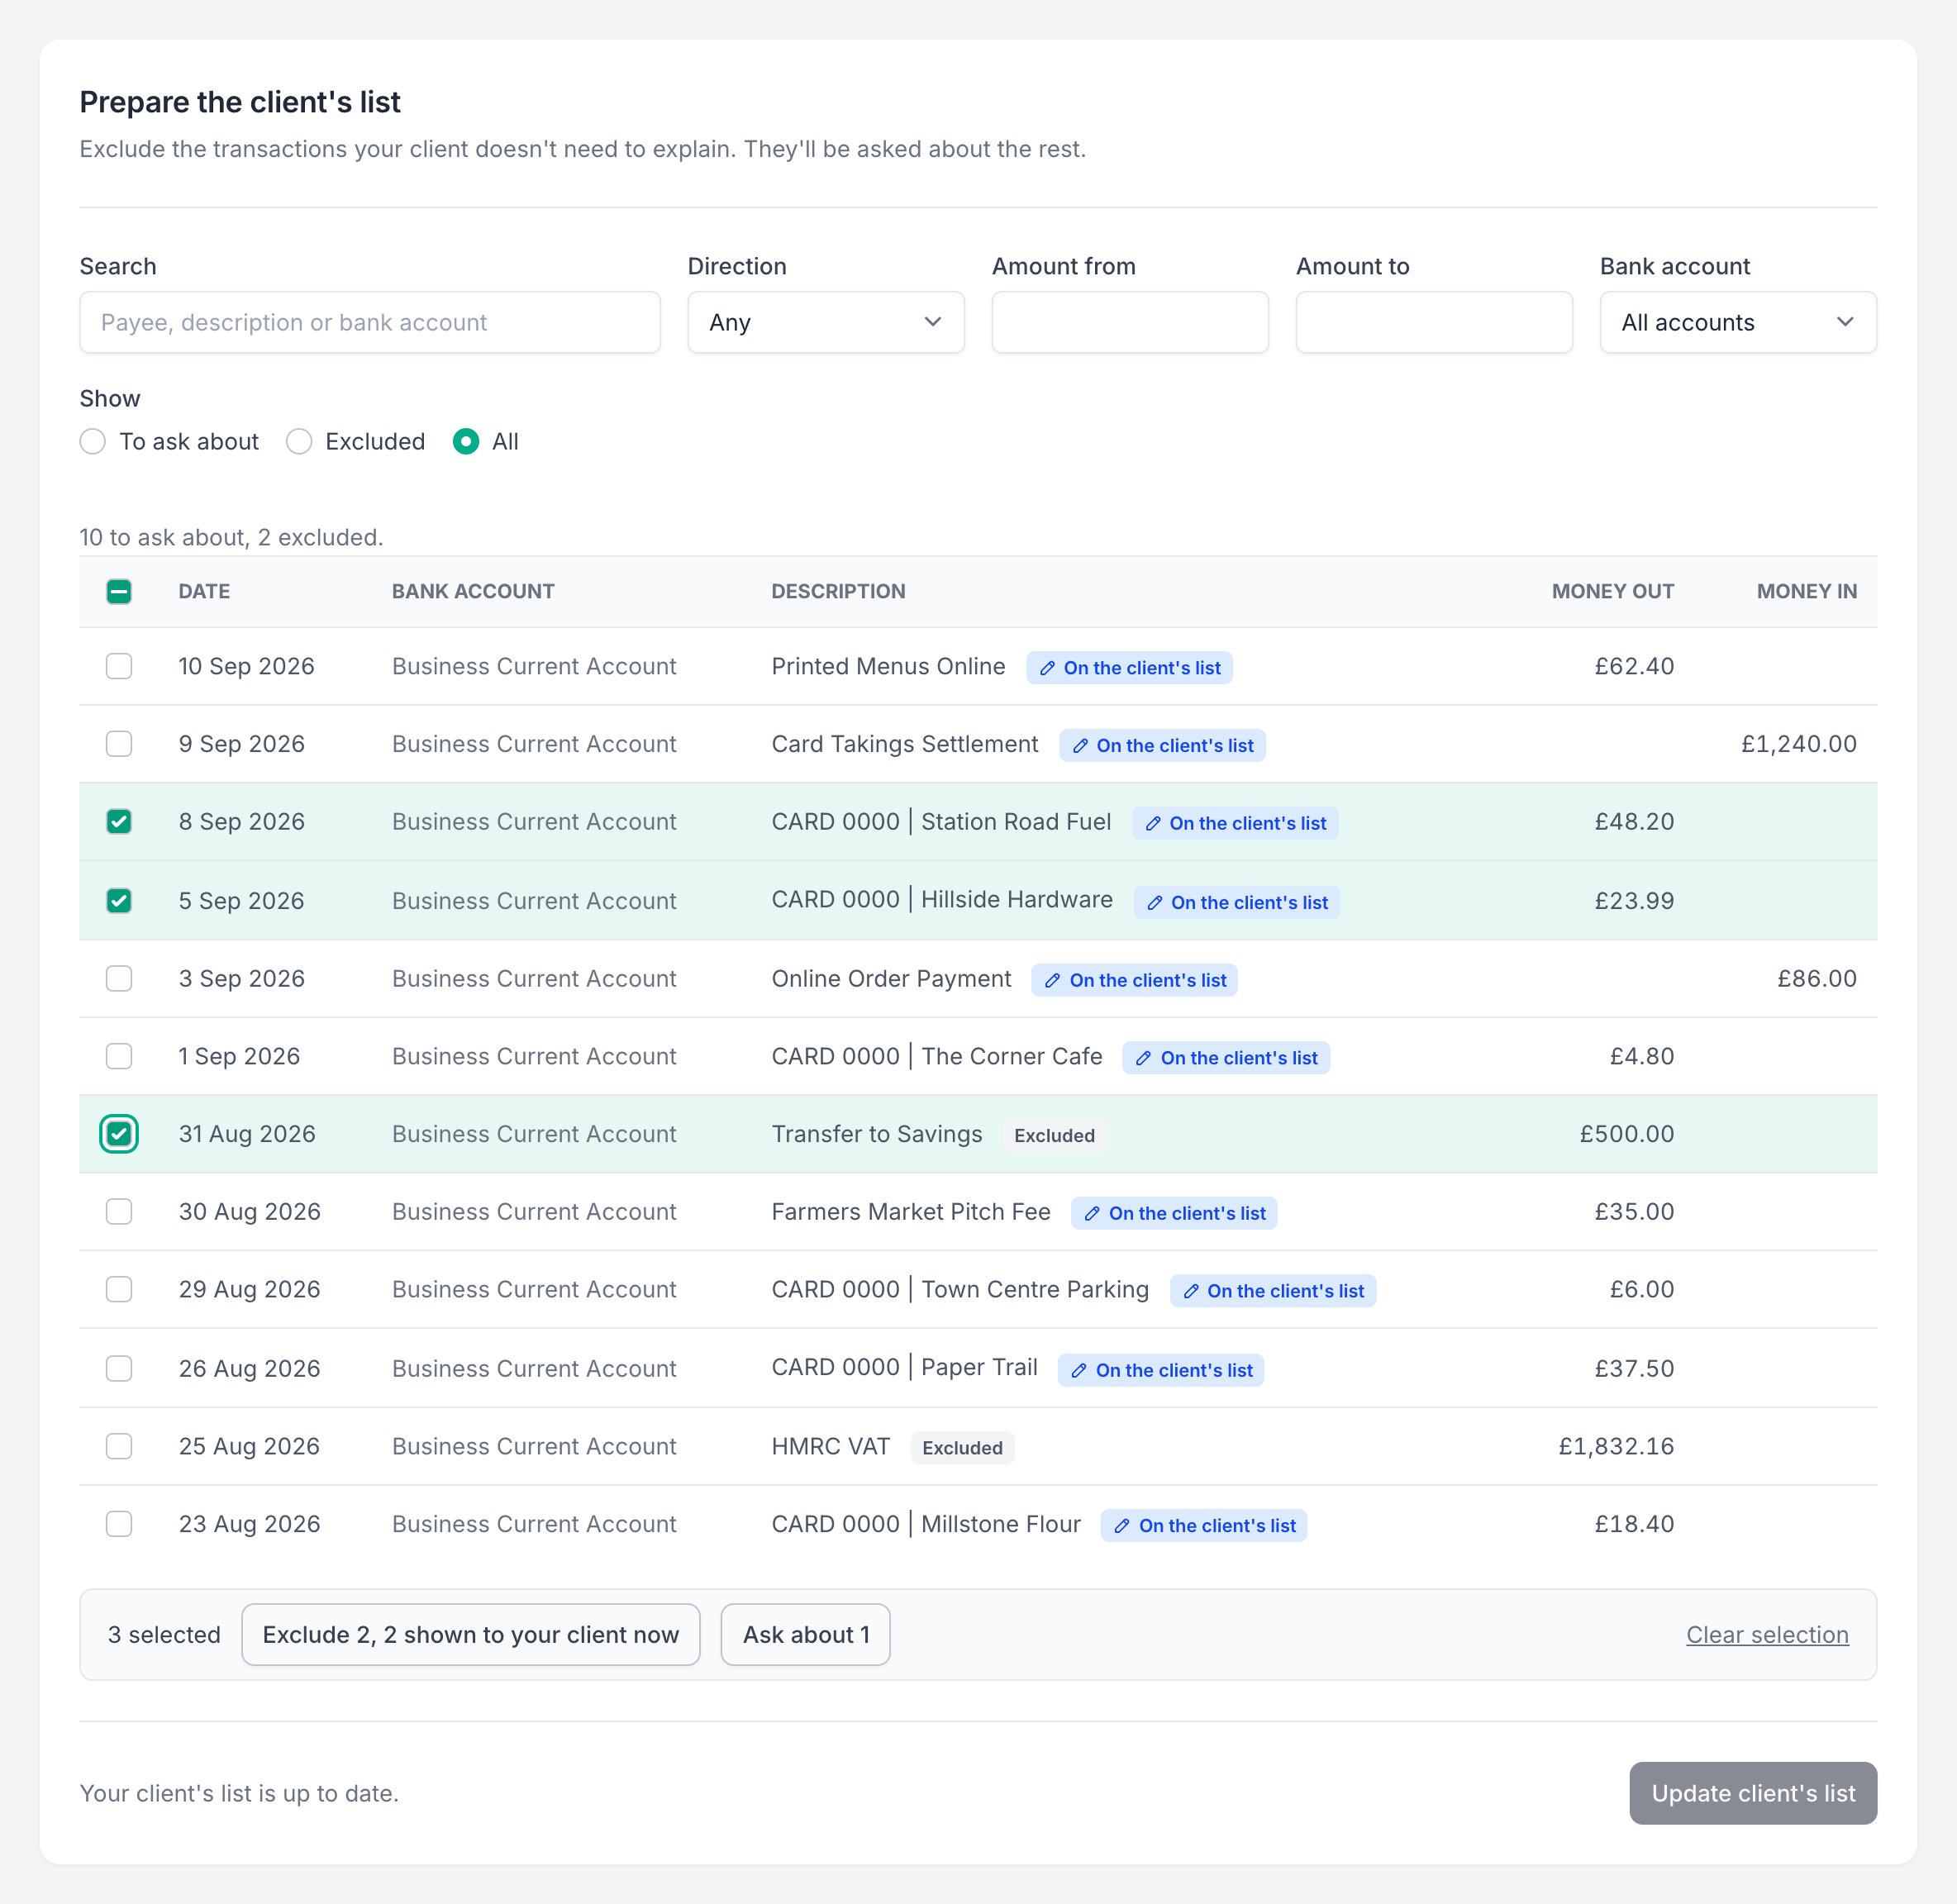 Prepare the client's list
Exclude the transactions your client doesn't need to explain. They'll be asked about the rest.
Search Direction Amount from Amount to Bank account
Payee, description or bank account Any All accounts
Show
To ask about Excluded All
10 to ask about, 2 excluded.
DATE BANK ACCOUNT DESCRIPTION MONEY OUT MONEY IN
10 Sep 2026 Business Current Account Printed Menus Online On the client's list £62.40
9 Sep 2026 Business Current Account Card Takings Settlement On the client's list £1,240.00
8 Sep 2026 Business Current Account CARD 0000 | Station Road Fuel On the client's list £48.20
5 Sep 2026 Business Current Account CARD 0000 | Hillside Hardware On the client's list £23.99
3 Sep 2026 Business Current Account Online Order Payment On the client's list £86.00
1 Sep 2026 Business Current Account CARD 0000 | The Corner Cafe On the client's list £4.80
31 Aug 2026 Business Current Account Transfer to Savings Excluded £500.00
30 Aug 2026 Business Current Account Farmers Market Pitch Fee On the client's list £35.00
29 Aug 2026 Business Current Account CARD 0000 | Town Centre Parking On the client's list £6.00
26 Aug 2026 Business Current Account CARD 0000 | Paper Trail On the client's list £37.50
25 Aug 2026 Business Current Account HMRC VAT Excluded £1,832.16
23 Aug 2026 Business Current Account CARD 0000 | Millstone Flour On the client's list £18.40
3 selected Exclude 2, 2 shown to your client now Ask about 1 Clear selection
Your client's list is up to date. Update client's list